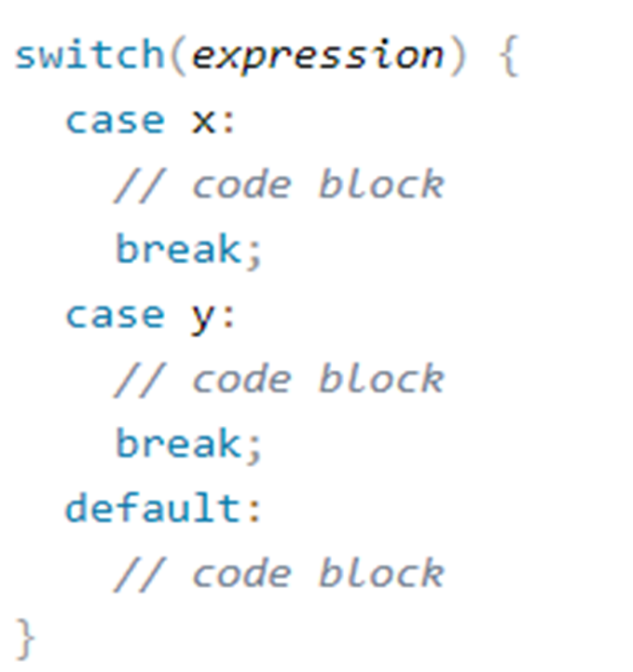 switch(expression) {
case x:
// code block
break;
case y:
// code block
break;
default:
// code block
}